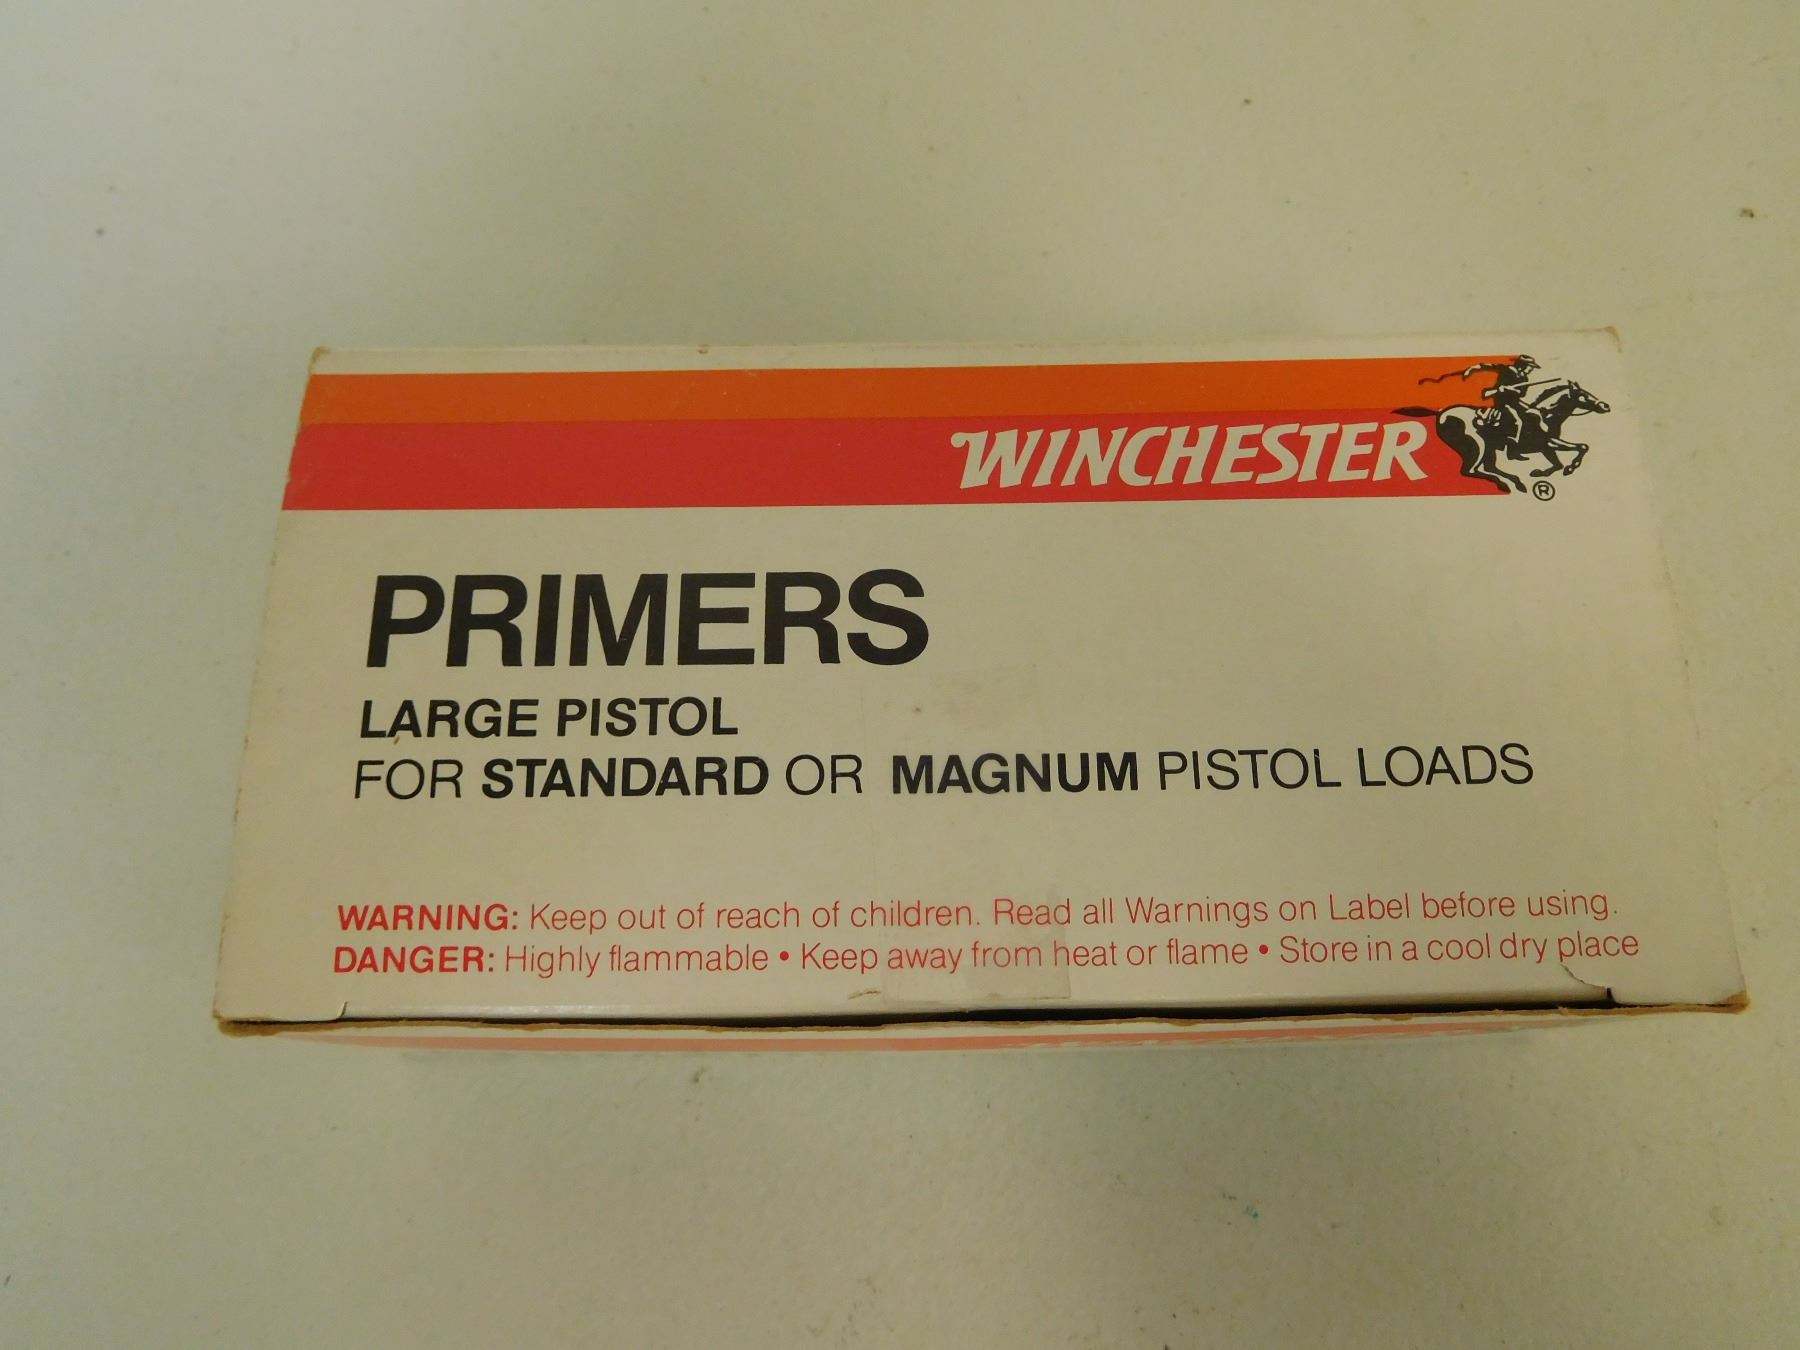 WINCHESTER
®
PRIMERS
LARGE PISTOL
FOR STANDARD OR MAGNUM PISTOL LOADS
WARNING: Keep out of reach of children. Read all Warnings on Label before using.
DANGER: Highly flammable • Keep away from heat or flame • Store in a cool dry place